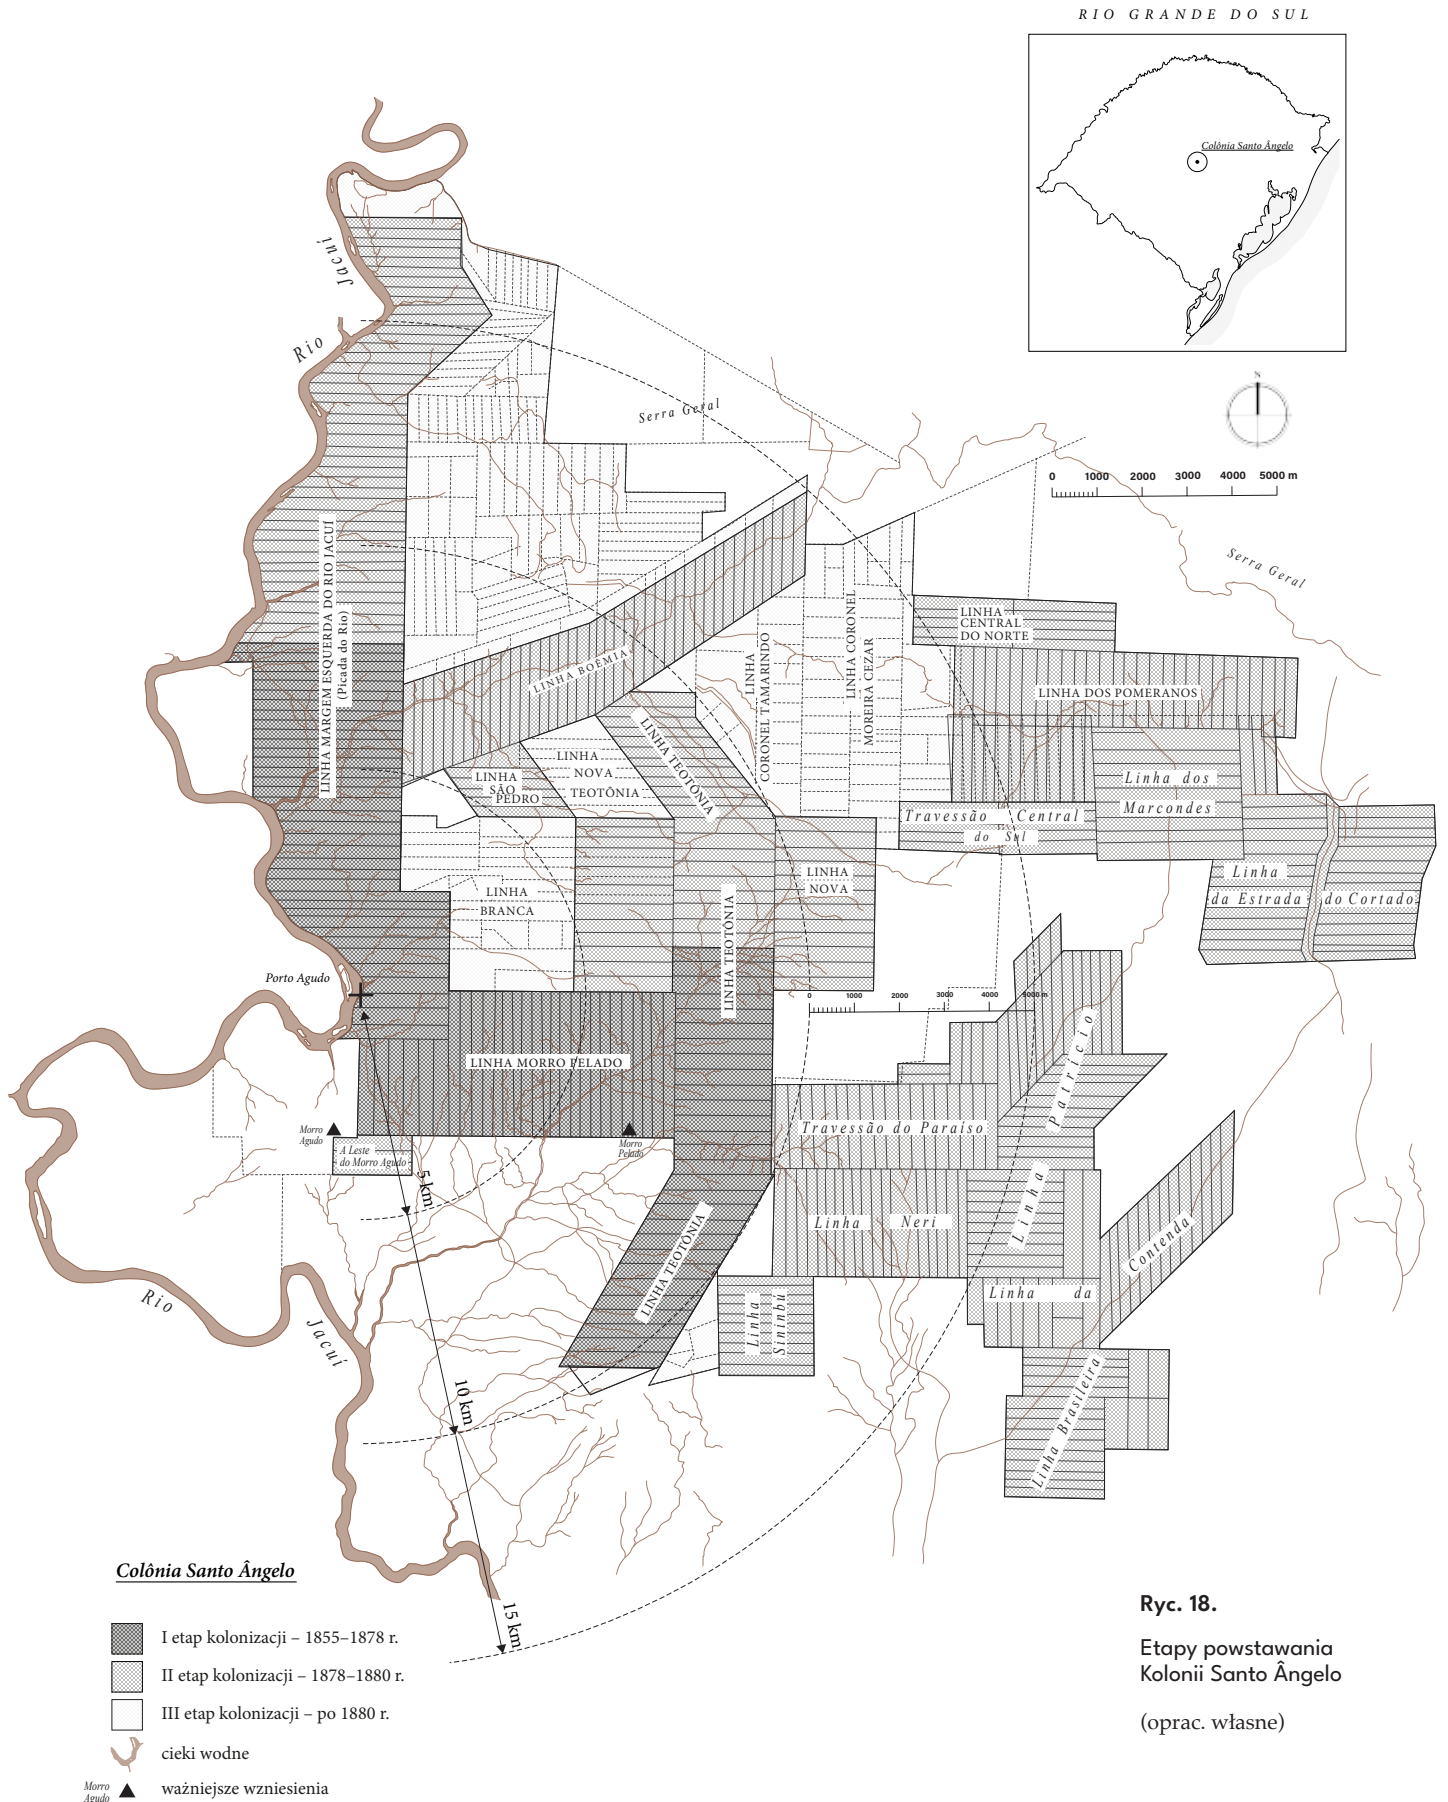 RIO GRANDE DO SUL
Colônia Santo Ângelo
N
0 1000 2000 3000 4000 5000 m
Rio
Jacuí
Serra Geral
Serra Geral
LINHA MARGEM ESQUERDA DO RIO JACUÍ
(Picada do Rio)
LINHA BOÊMIA
LINHA
CORONEL TAMARINDO
LINHA CORONEL
MOREIRA CEZAR
LINHA
CENTRAL
DO NORTE
LINHA DOS POMERANOS
LINHA
SÃO
PEDRO
LINHA
NOVA
TEOTÔNIA
LINHA TEOTÔNIA
Linha dos
Marcondes
Travessão Central
do Sul
LINHA
BRANCA
LINHA
NOVA
LINHA TEOTÔNIA
Linha
da Estrada do Cortado
Porto Agudo
0 1000 2000 3000 4000 5000 m
LINHA MORRO PELADO
Morro
Agudo
Morro
Pelado
A Leste
do Morro Agudo
Travessão do Paraíso
Linha Patrício
Linha Neri
LINHA TEOTÔNIA
Linha
Sininbú
Linha da
Contenda
Linha Brasileira
Rio
Jacuí
5 km
10 km
15 km
Colônia Santo Ângelo
I etap kolonizacji – 1855–1878 r.
II etap kolonizacji – 1878–1880 r.
III etap kolonizacji – po 1880 r.
cieki wodne
Morro
Agudo
ważniejsze wzniesienia
Ryc. 18.
Etapy powstawania
Kolonii Santo Ângelo
(oprac. własne)